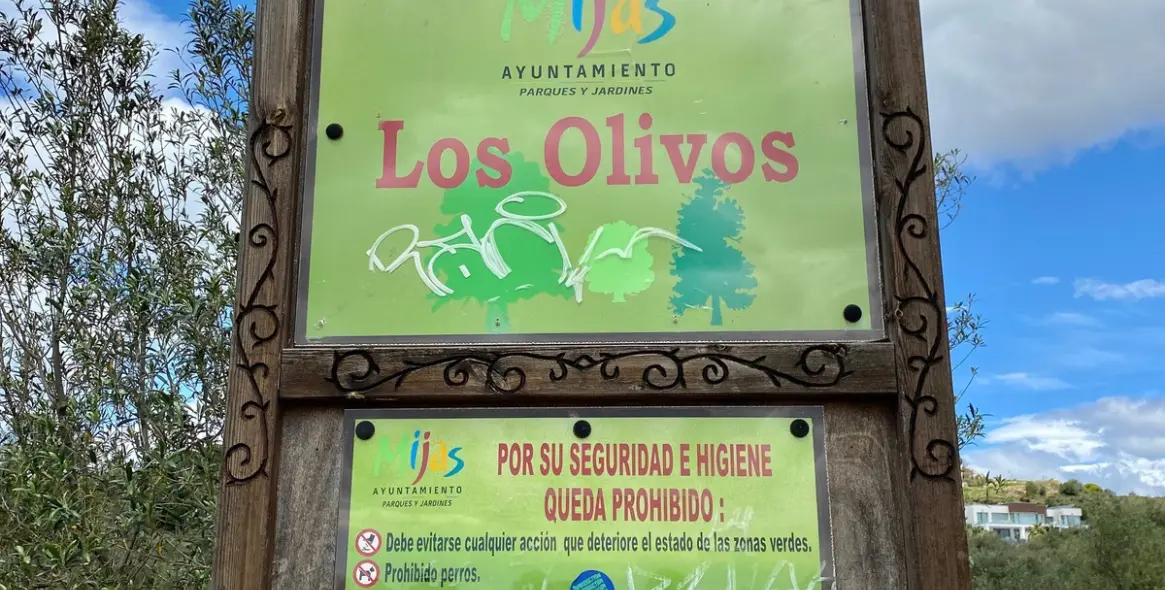 Mijas
AYUNTAMIENTO
PARQUES Y JARDINES
Los Olivos
Mijas
AYUNTAMIENTO
PARQUES Y JARDINES
POR SU SEGURIDAD E HIGIENE
QUEDA PROHIBIDO :
Debe evitarse cualquier acción que deteriore el estado de las zonas verdes.
Prohibido perros.